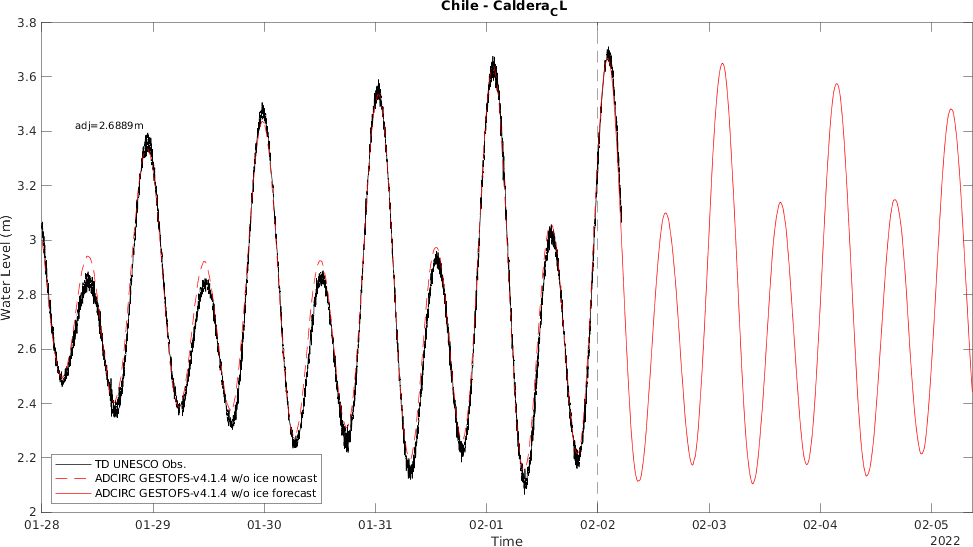 Chile - Caldera_CL
3.8
3.6
3.4
3.2
3
2.8
2.6
2.4
2.2
2
Water Level (m)
adj=2.6889m
TD UNESCO Obs.
ADCIRC GESTOFS-v4.1.4 w/o ice nowcast
ADCIRC GESTOFS-v4.1.4 w/o ice forecast
01-28 01-29 01-30 01-31 02-01 02-02 02-03 02-04 02-05
Time 2022